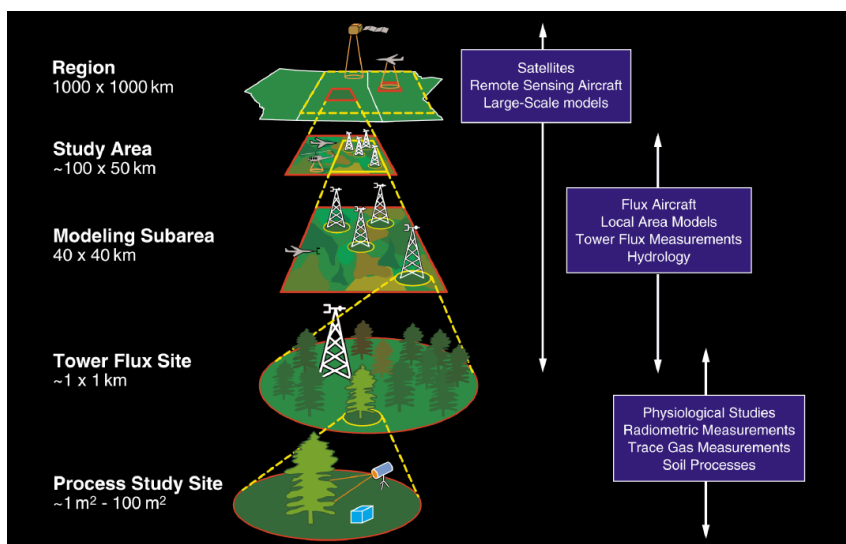 Region
1000 x 1000 km
Study Area
~100 x 50 km
Modeling Subarea
40 x 40 km
Tower Flux Site
~1 x 1 km
Process Study Site
~1 m² - 100 m²
Satellites
Remote Sensing Aircraft
Large-Scale models
Flux Aircraft
Local Area Models
Tower Flux Measurements
Hydrology
Physiological Studies
Radiometric Measurements
Trace Gas Measurements
Soil Processes